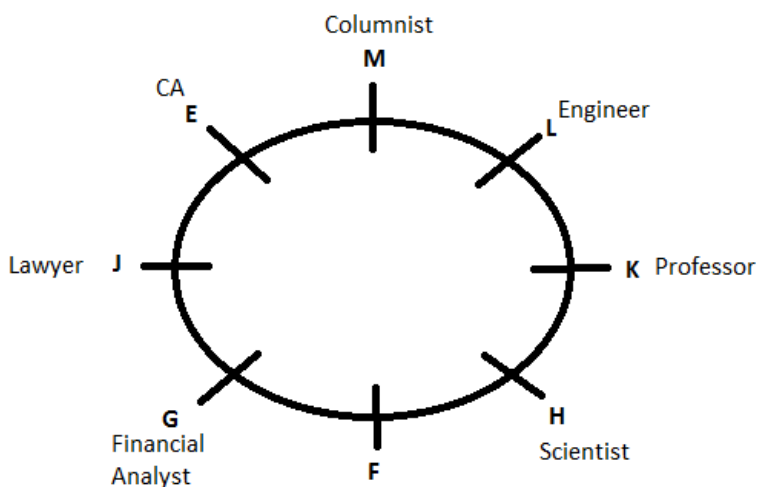 Columnist
M
CA
E
Engineer
L
Lawyer J
K Professor
G
Financial
Analyst
F
H
Scientist